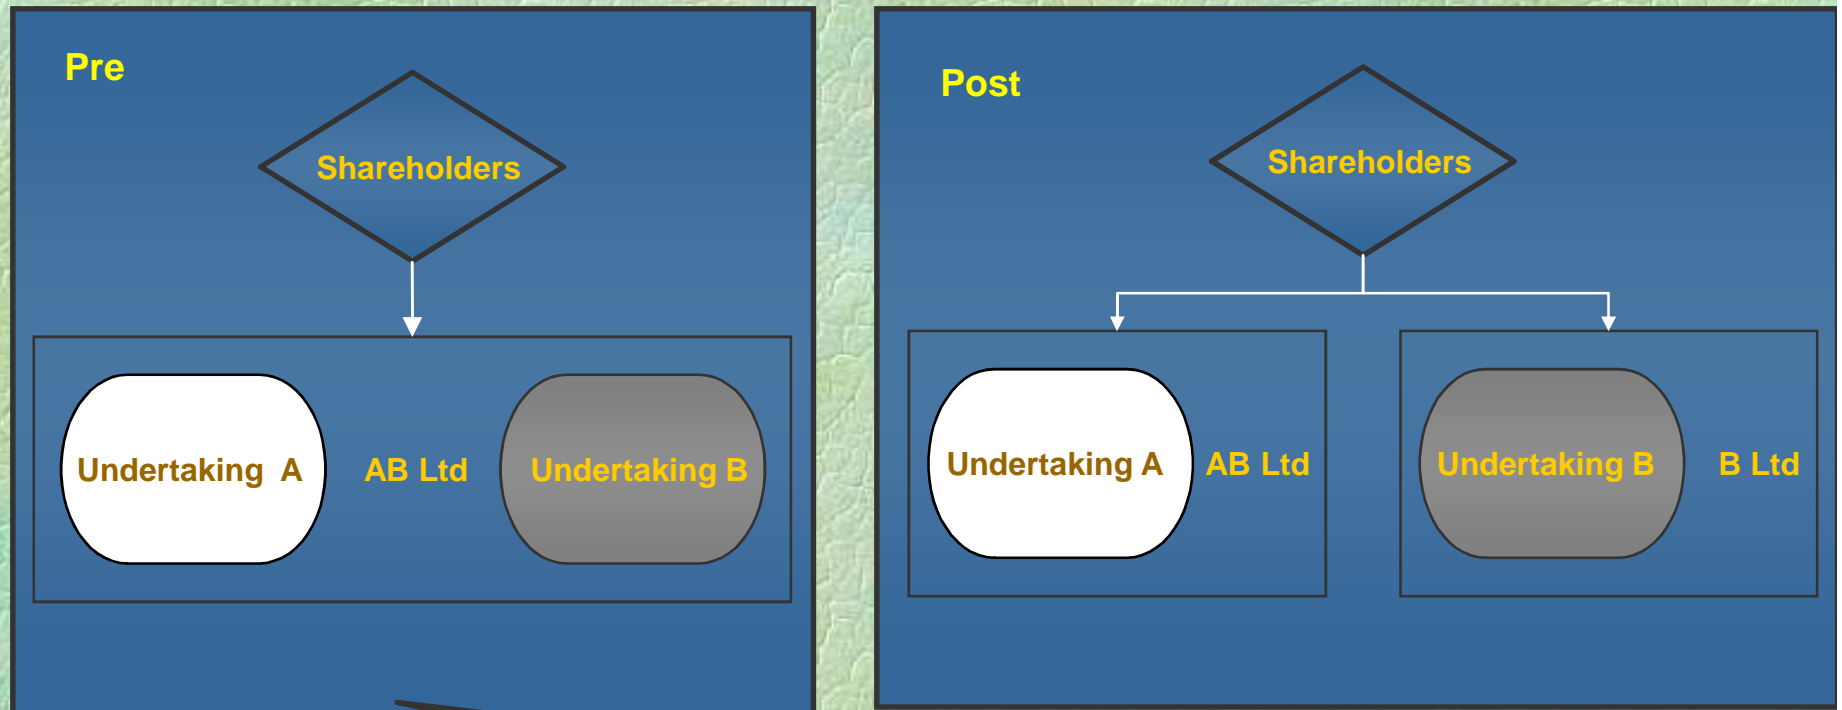 Pre
Shareholders
Undertaking A AB Ltd Undertaking B
Post
Shareholders
Undertaking A AB Ltd Undertaking B B Ltd